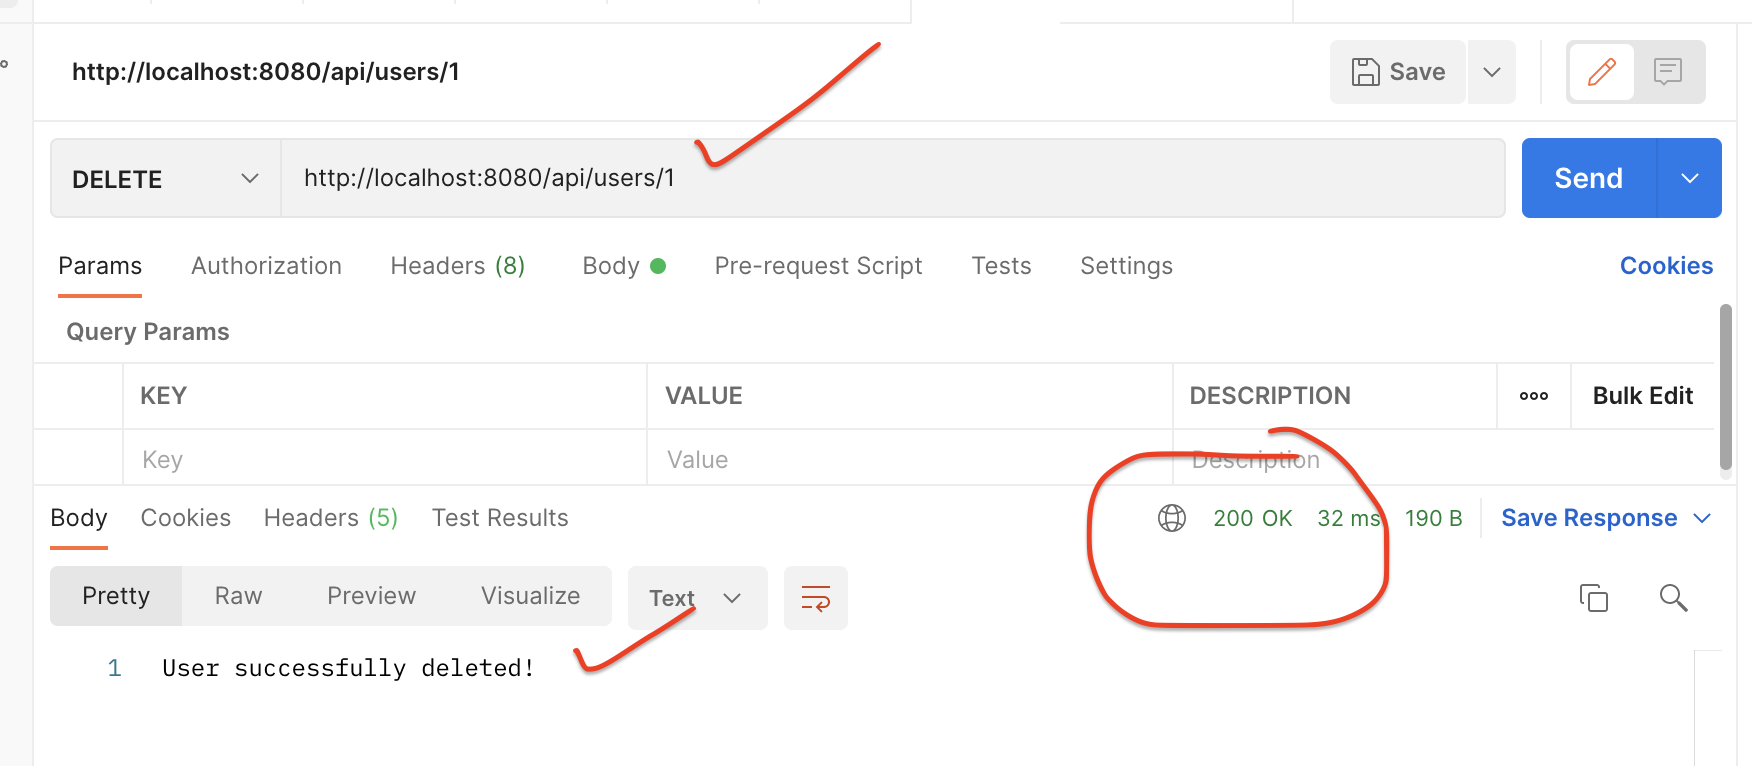 http://localhost:8080/api/users/1
Save
DELETE http://localhost:8080/api/users/1 Send
Params Authorization Headers (8) Body Pre-request Script Tests Settings Cookies
Query Params
KEY VALUE DESCRIPTION Bulk Edit
Key Value Description
Body Cookies Headers (5) Test Results 200 OK 32 ms 190 B Save Response
Pretty Raw Preview Visualize Text
1 User successfully deleted!